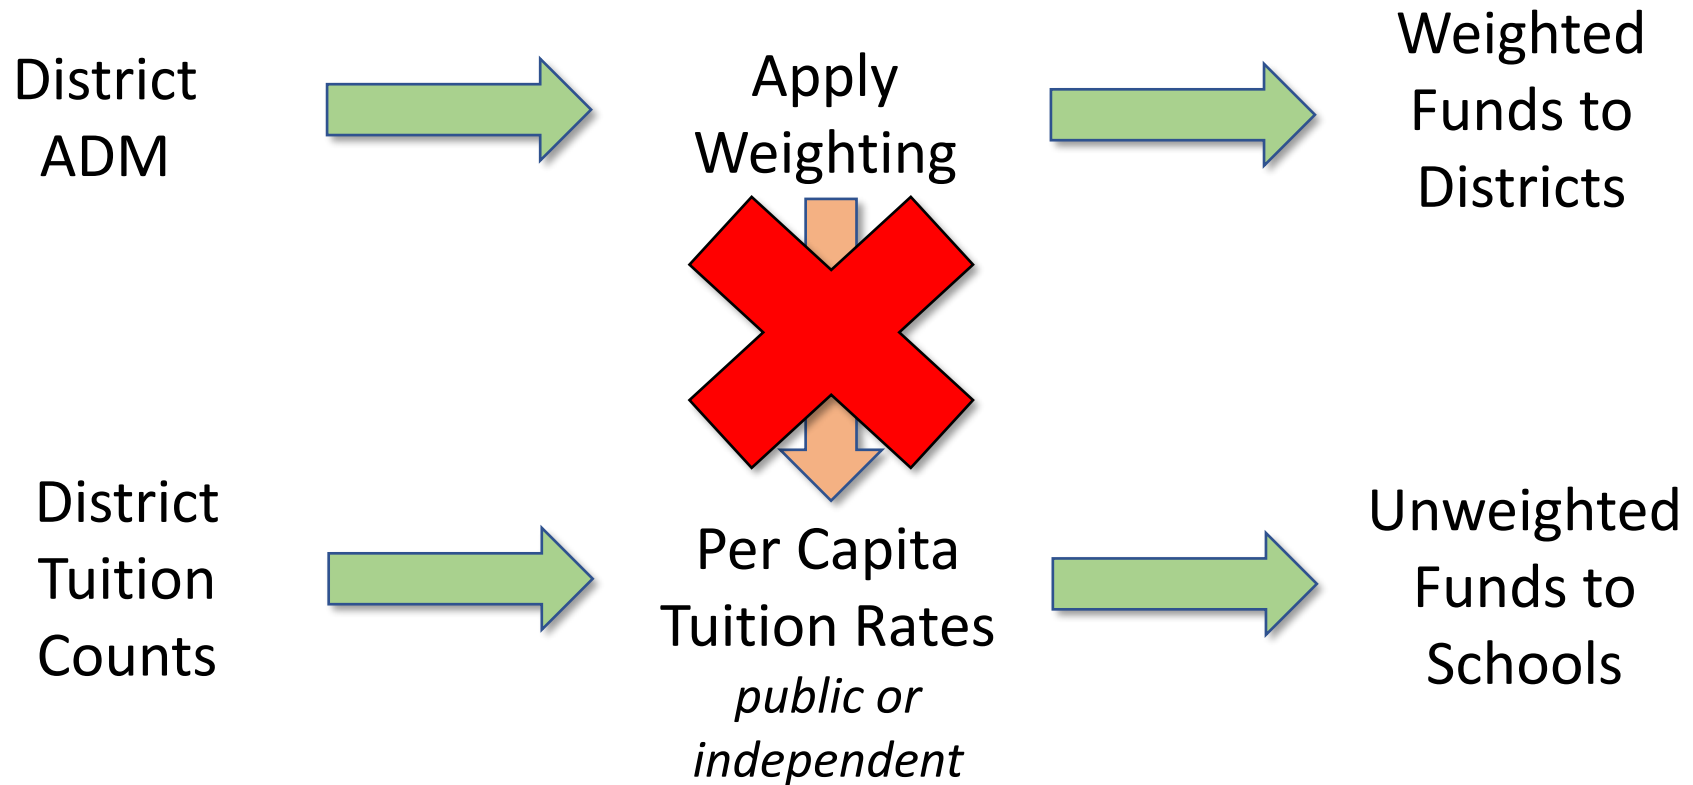 District
ADM
Apply
Weighting
Weighted
Funds to
Districts
District
Tuition
Counts
Per Capita
Tuition Rates
public or
independent
Unweighted
Funds to
Schools